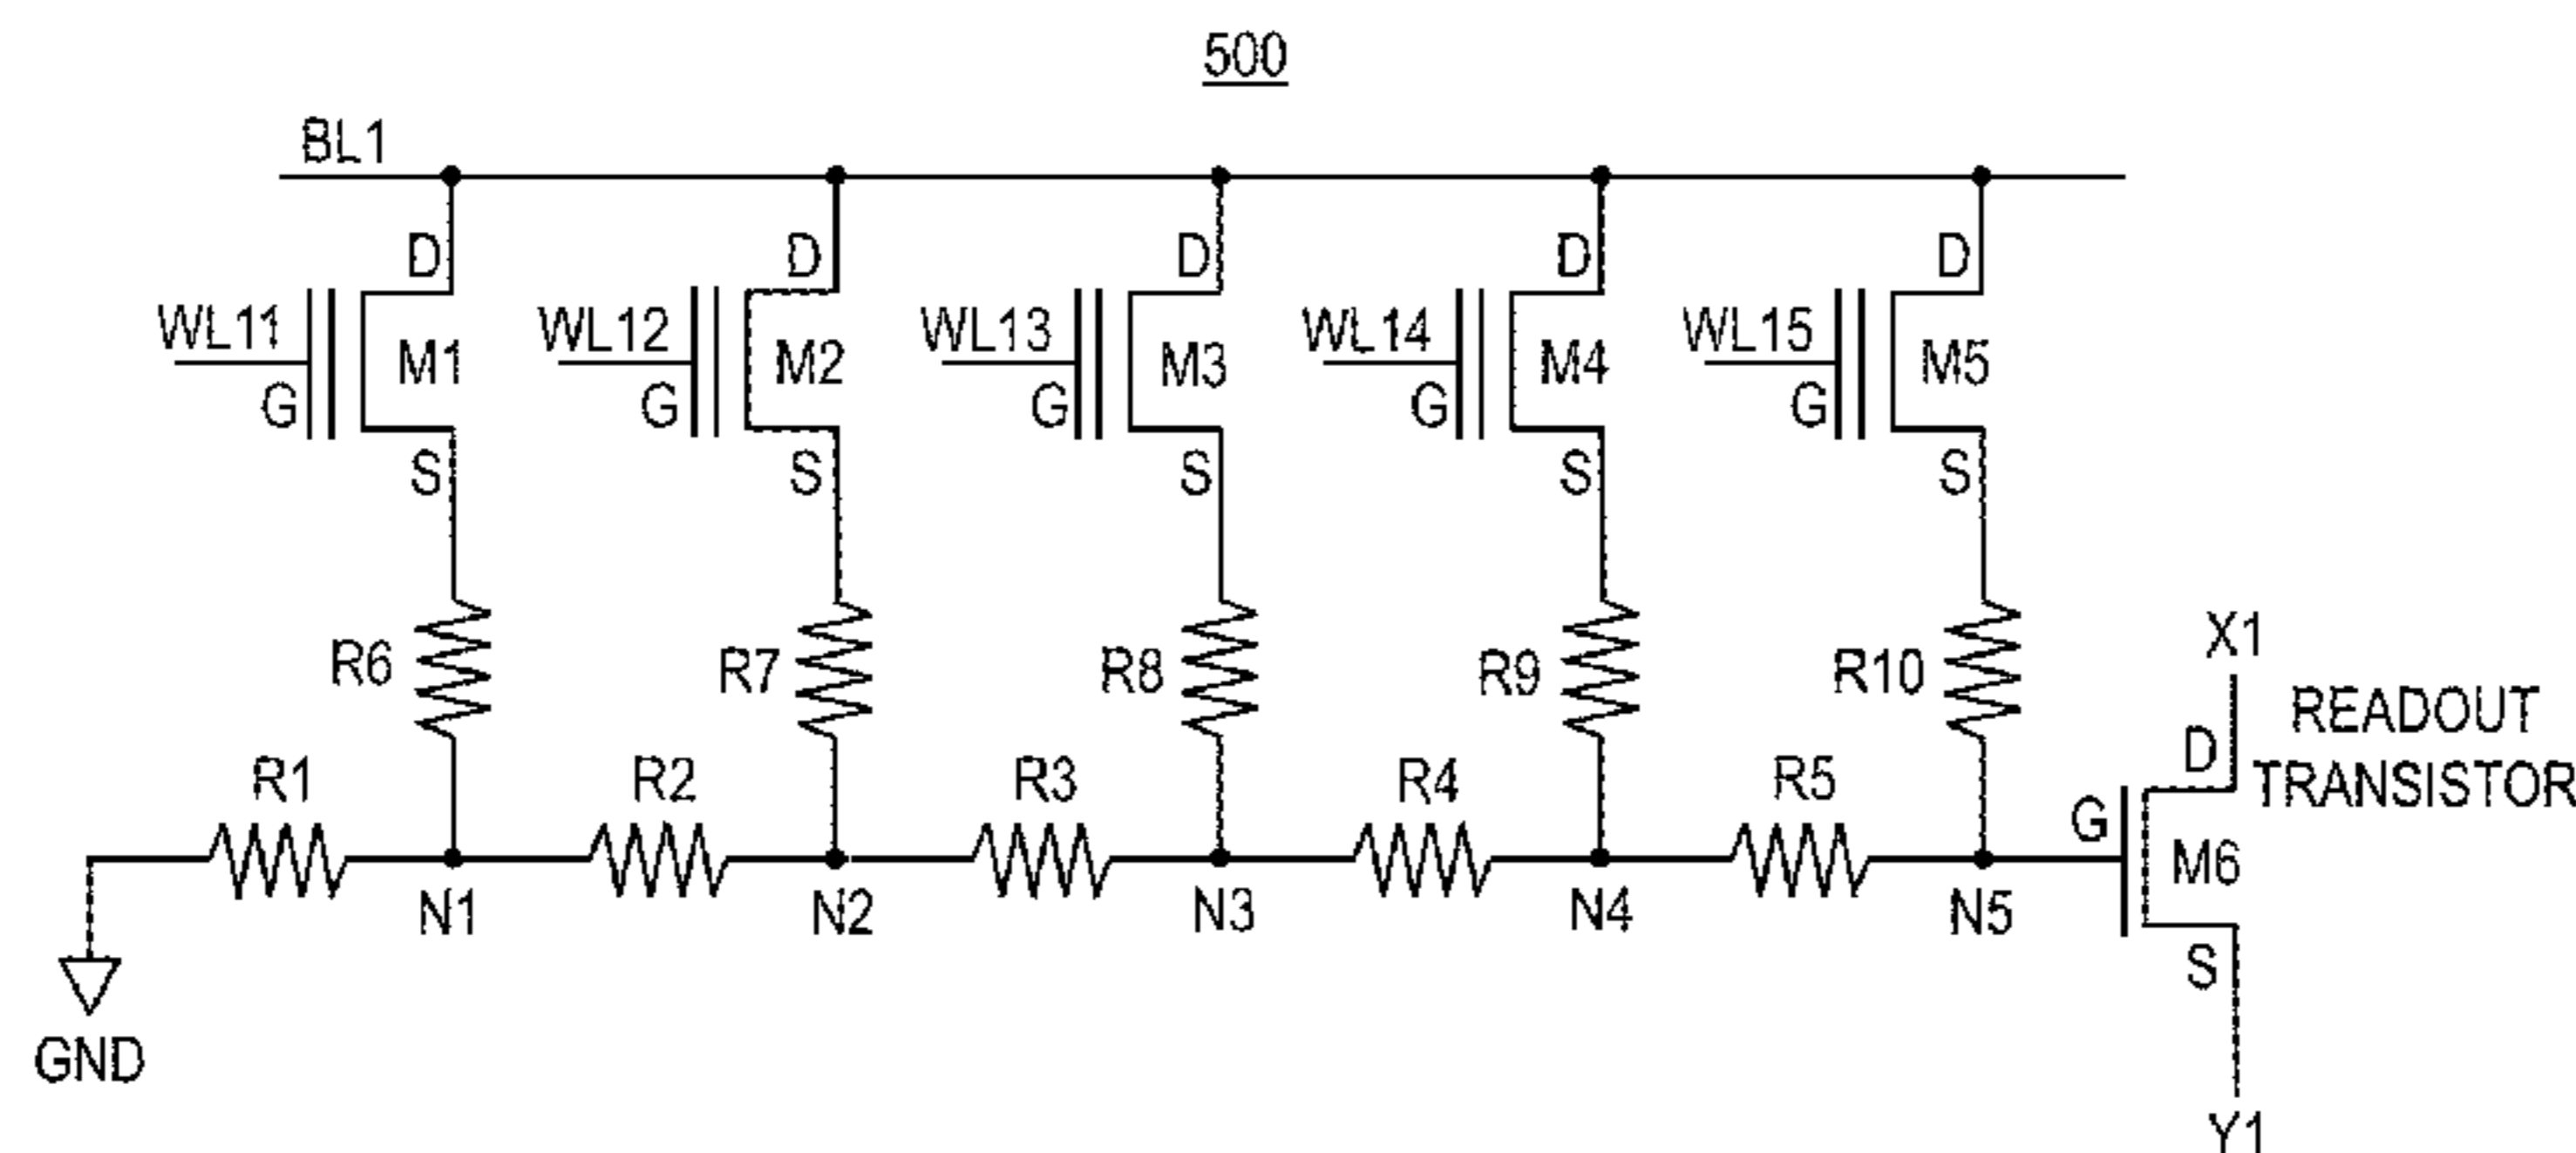 500
BL1
D D D D D
WL11 WL12 WL13 WL14 WL15
M1 M2 M3 M4 M5
G G G G G
S S S S S
R6 R7 R8 R9 R10
X1
READOUT
TRANSISTOR
D
R1 R2 R3 R4 R5
G
M6
N1 N2 N3 N4 N5
S
GND
Y1